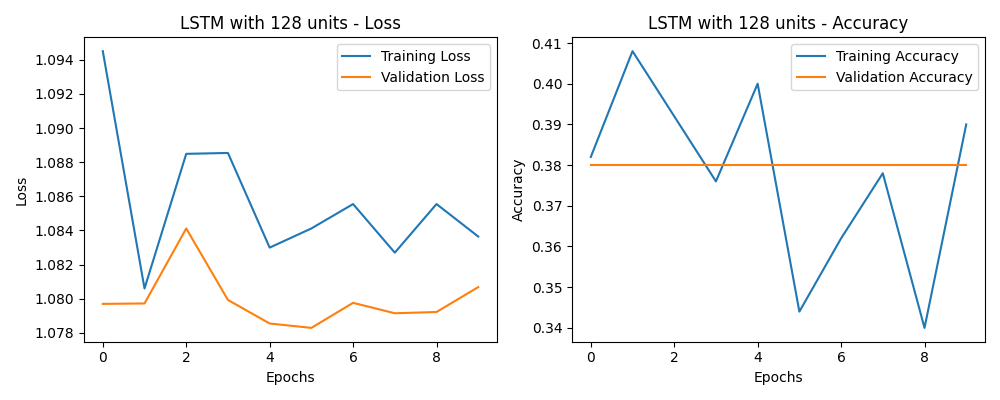 LSTM with 128 units - Loss
Training Loss
Validation Loss
1.094
1.092
1.090
1.088
1.086
1.084
1.082
1.080
1.078
Loss
0 2 4 6 8
Epochs
LSTM with 128 units - Accuracy
Training Accuracy
Validation Accuracy
0.41
0.40
0.39
0.38
0.37
0.36
0.35
0.34
Accuracy
0 2 4 6 8
Epochs